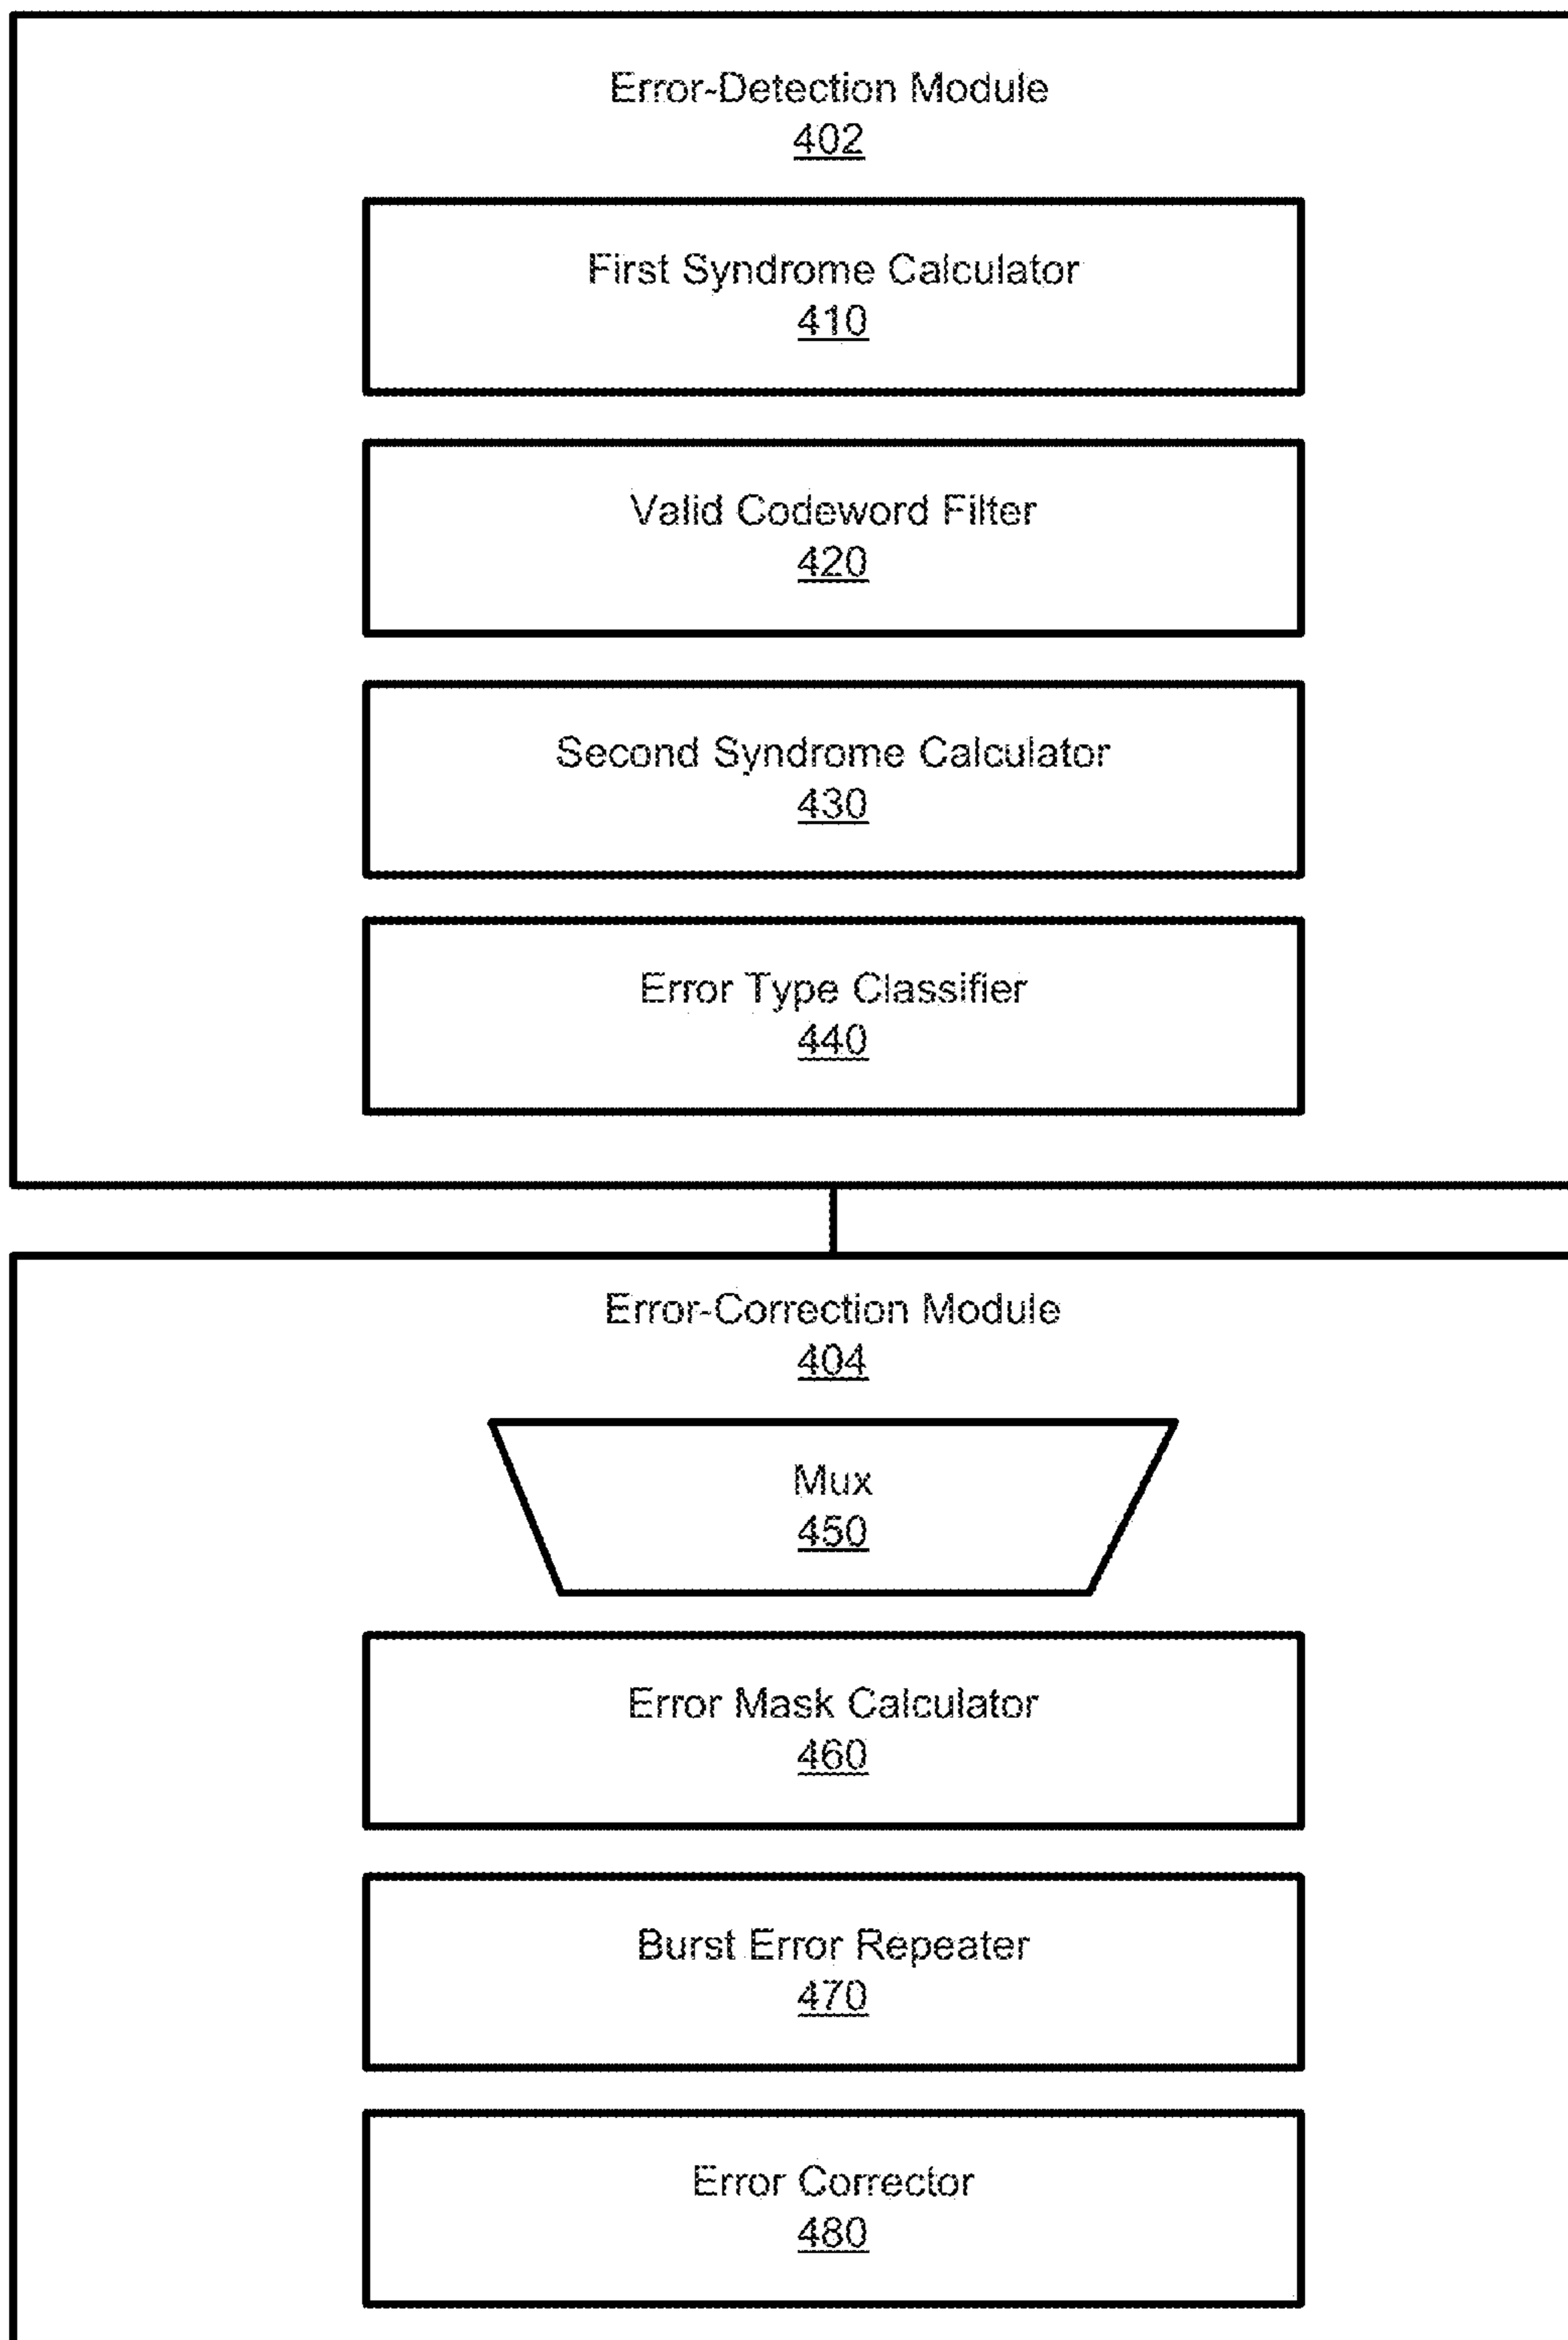 Error-Detection Module
402
First Syndrome Calculator
410
Valid Codeword Filter
420
Second Syndrome Calculator
430
Error Type Classifier
440
Error-Correction Module
404
Mux
450
Error Mask Calculator
460
Burst Error Repeater
470
Error Corrector
480